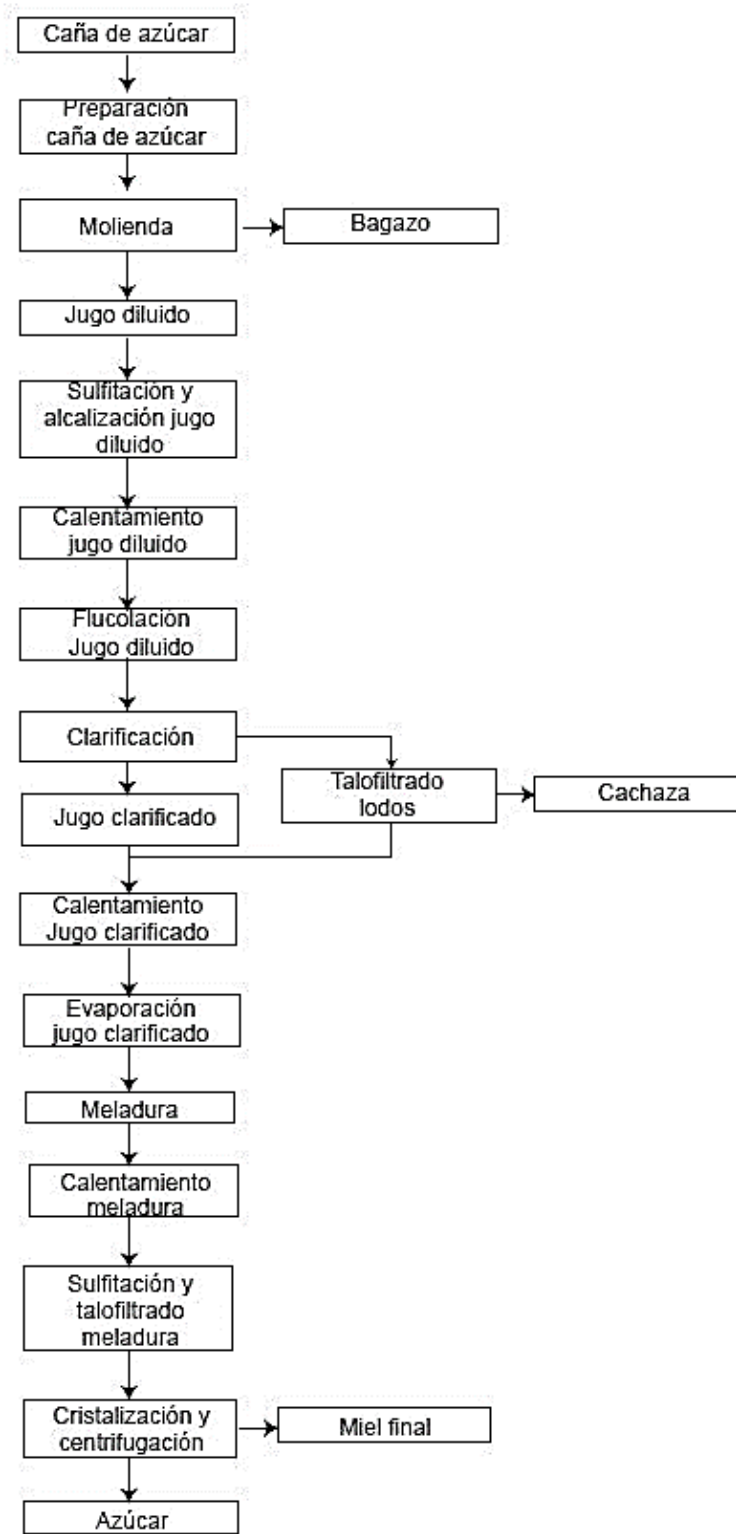 Caña de azúcar
Preparación
caña de azúcar
Molienda
Bagazo
Jugo diluido
Sulfitación y
alcalización jugo
diluido
Calentamiento
jugo diluido
Flucolación
Jugo diluido
Clarificación
Talofiltrado
lodos
Cachaza
Jugo clarificado
Calentamiento
Jugo clarificado
Evaporación
jugo clarificado
Meladura
Calentamiento
meladura
Sulfitación y
talofiltrado
meladura
Cristalización y
centrifugación
Miel final
Azúcar